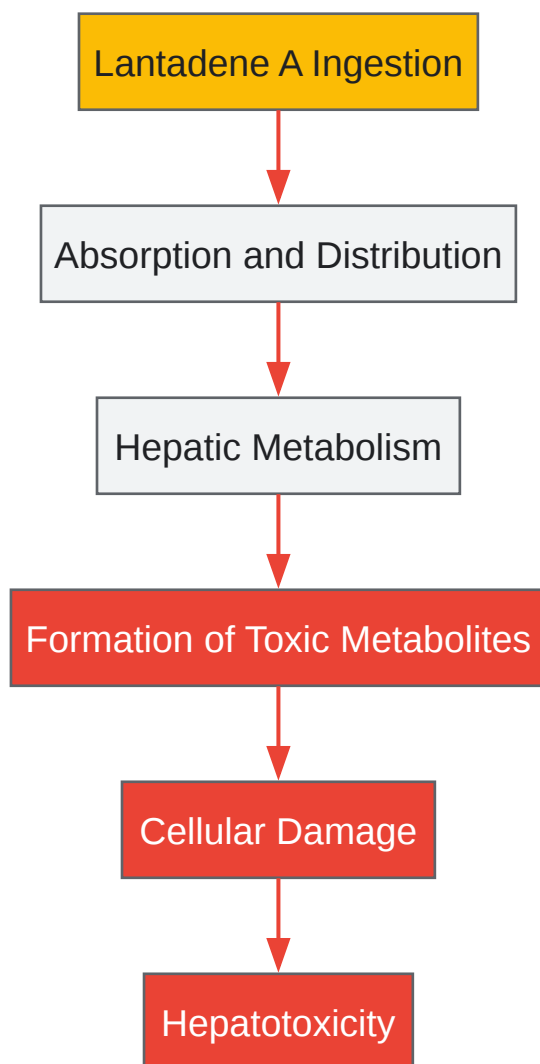 Lantadene A Ingestion
Absorption and Distribution
Hepatic Metabolism
Formation of Toxic Metabolites
Cellular Damage
Hepatotoxicity